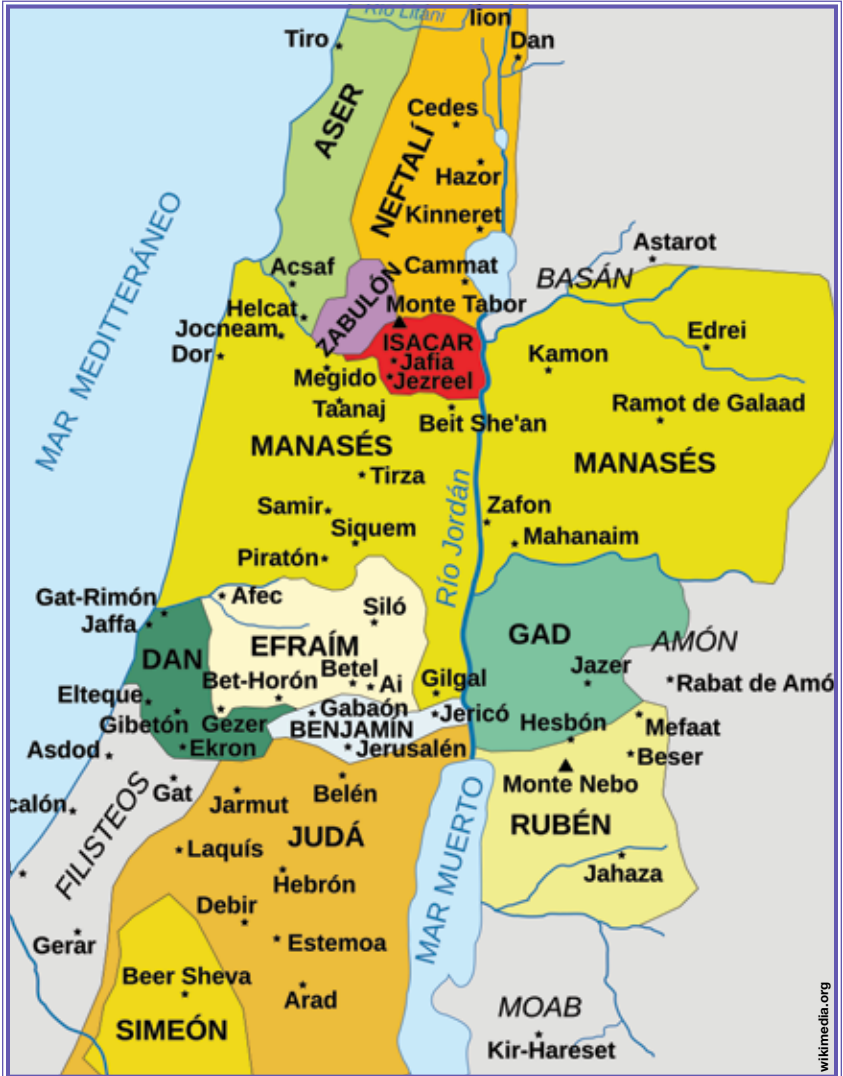 Río Litani
Iion
Tiro
Dan
ASER
Cedes
NEFTALÍ
Hazor
Kinneret
MAR MEDITTERÁNEO
Astarot
Acsaf
ZABULÓN
Cammat
BASÁN
Helcat
Monte Tabor
Jocneam
Edrei
ISACAR
Dor
Kamon
Jafia
Megido
Jezreel
Taanaj
Ramot de Galaad
Beit She'an
MANASÉS
MANASÉS
Tirza
Río Jordán
Samir
Zafon
Siquem
Mahanaim
Piratón
Gat-Rimón
Afec
Siló
Jaffa
GAD
EFRAÍM
AMÓN
DAN
Betel
Jazer
Bet-Horón
Ai
Gilgal
Rabat de Amó
Elteque
Gabaón
Jericó
Gibetón
Gezer
Hesbón
Mefaat
BENJAMÍN
Asdod
Ekron
Jerusalén
Beser
Monte Nebo
Gat
Belén
calón
Jarmut
FILISTEOS
JUDÁ
RUBÉN
Laquís
MAR MUERTO
Hebrón
Jahaza
Debir
Gerar
Estemoa
Beer Sheva
Arad
MOAB
SIMEÓN
Kir-Hareset
wikimedia.org